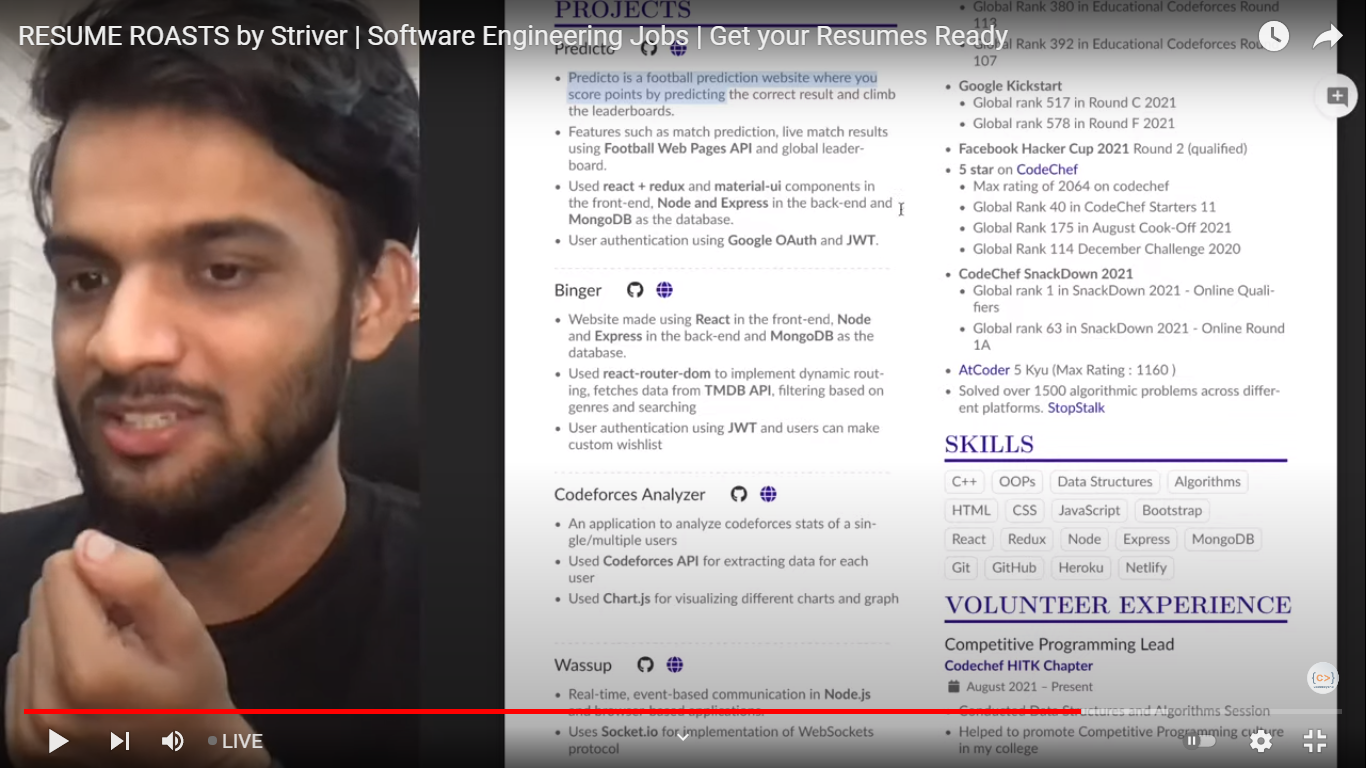 RESUME ROASTS by Striver | Software Engineering Jobs | Get your Resumes Ready
PROJECTS
Predicto
• Predicto is a football prediction website where you
score points by predicting the correct result and climb
the leaderboards.
• Features such as match prediction, live match results
using Football Web Pages API and global leader-
board.
• Used react + redux and material-ui components in
the front-end, Node and Express in the back-end and
MongoDB as the database.
• User authentication using Google OAuth and JWT.
Binger
• Website made using React in the front-end, Node
and Express in the back-end and MongoDB as the
database.
• Used react-router-dom to implement dynamic rout-
ing, fetches data from TMDB API, filtering based on
genres and searching
• User authentication using JWT and users can make
custom wishlist
Codeforces Analyzer
• An application to analyze codeforces stats of a sin-
gle/multiple users
• Used Codeforces API for extracting data for each
user
• Used Chart.js for visualizing different charts and graph
Wassup
• Real-time, event-based communication in Node.js
and browser based applications.
• Uses Socket.io for implementation of WebSockets
protocol
• Global Rank 380 in Educational Codeforces Round
113
• Global Rank 392 in Educational Codeforces Round
107
• Google Kickstart
• Global rank 517 in Round C 2021
• Global rank 578 in Round F 2021
• Facebook Hacker Cup 2021 Round 2 (qualified)
• 5 star on CodeChef
• Max rating of 2064 on codechef
• Global Rank 40 in CodeChef Starters 11
• Global Rank 175 in August Cook-Off 2021
• Global Rank 114 December Challenge 2020
• CodeChef SnackDown 2021
• Global rank 1 in SnackDown 2021 - Online Quali-
fiers
• Global rank 63 in SnackDown 2021 - Online Round
1A
• AtCoder 5 Kyu (Max Rating : 1160 )
• Solved over 1500 algorithmic problems across differ-
ent platforms. StopStalk
SKILLS
C++ OOPs Data Structures Algorithms
HTML CSS JavaScript Bootstrap
React Redux Node Express MongoDB
Git GitHub Heroku Netlify
VOLUNTEER EXPERIENCE
Competitive Programming Lead
Codechef HITK Chapter
August 2021 – Present
• Conducted Data Structures and Algorithms Session
• Helped to promote Competitive Programming culture
in my college
LIVE